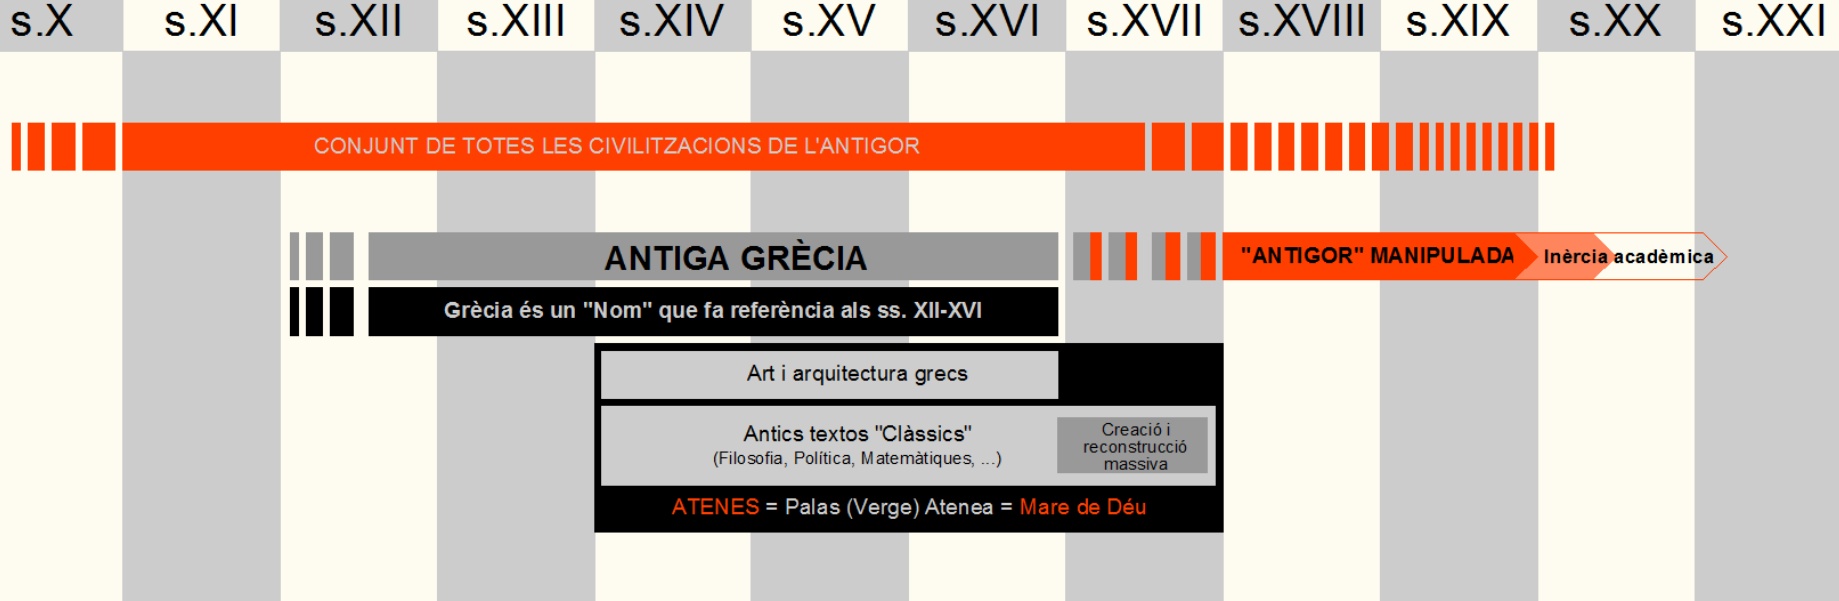 s.X s.XI s.XII s.XIII s.XIV s.XV s.XVI s.XVII s.XVIII s.XIX s.XX s.XXI
CONJUNT DE TOTES LES CIVILITZACIONS DE L'ANTIGOR
ANTIGA GRÈCIA
"ANTIGOR" MANIPULADA
Inèrcia acadèmica
Grècia és un "Nom" que fa referència als ss. XII-XVI
Art i arquitectura grecs
Antics textos "Clàssics"
(Filosofia, Política, Matemàtiques, ...)
Creació i
reconstrucció
massiva
ATENES = Palas (Verge) Atenea = Mare de Déu